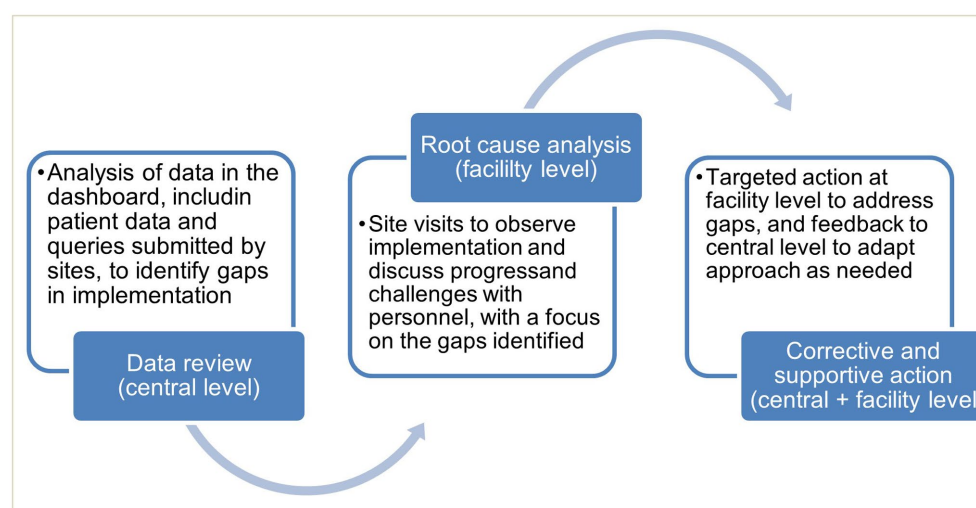 •Analysis of data in the
dashboard, includin
patient data and
queries submitted by
sites, to identify gaps
in implementation
Data review
(central level)
Root cause analysis
(facililty level)
•Site visits to observe
implementation and
discuss progressand
challenges with
personnel, with a focus
on the gaps identified
•Targeted action at
facility level to address
gaps, and feedback to
central level to adapt
approach as needed
Corrective and
supportive action
(central + facility level